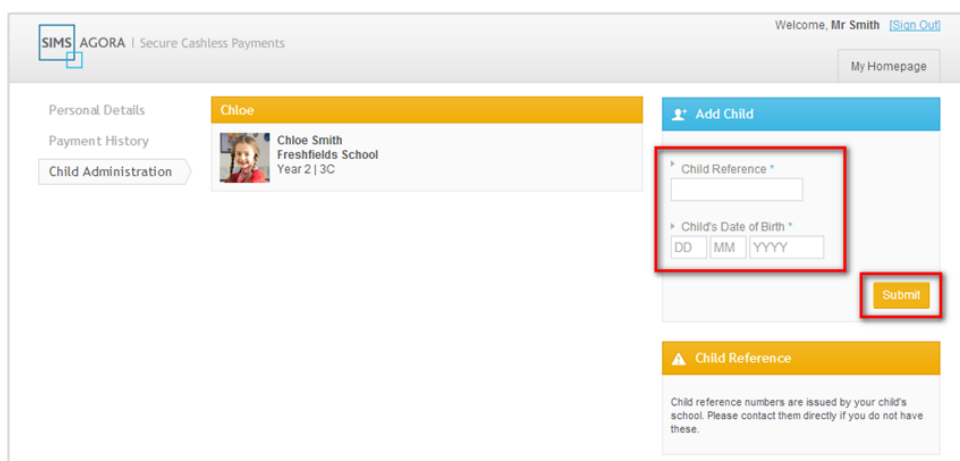 Welcome, Mr Smith [Sign Out]
SIMS AGORA | Secure Cashless Payments
My Homepage
Personal Details
Payment History
Child Administration
Chloe
Chloe Smith
Freshfields School
Year 2 | 3C
Add Child
Child Reference *
Child's Date of Birth *
DD MM YYYY
Submit
Child Reference
Child reference numbers are issued by your child's
school. Please contact them directly if you do not have
these.